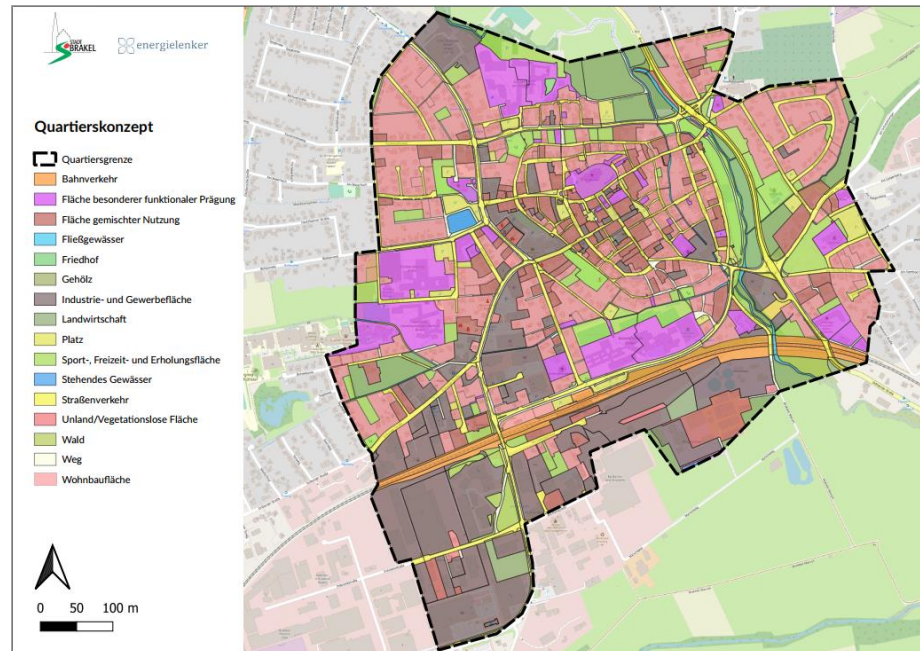 STADT
BRAKEL
energielenker
Quartierskonzept
Quartiersgrenze
Bahnverkehr
Fläche besonderer funktionaler Prägung
Fläche gemischter Nutzung
Fließgewässer
Friedhof
Gehölz
Industrie- und Gewerbefläche
Landwirtschaft
Platz
Sport-, Freizeit- und Erholungsfläche
Stehendes Gewässer
Straßenverkehr
Unland/Vegetationslose Fläche
Wald
Weg
Wohnbaufläche
0 50 100 m